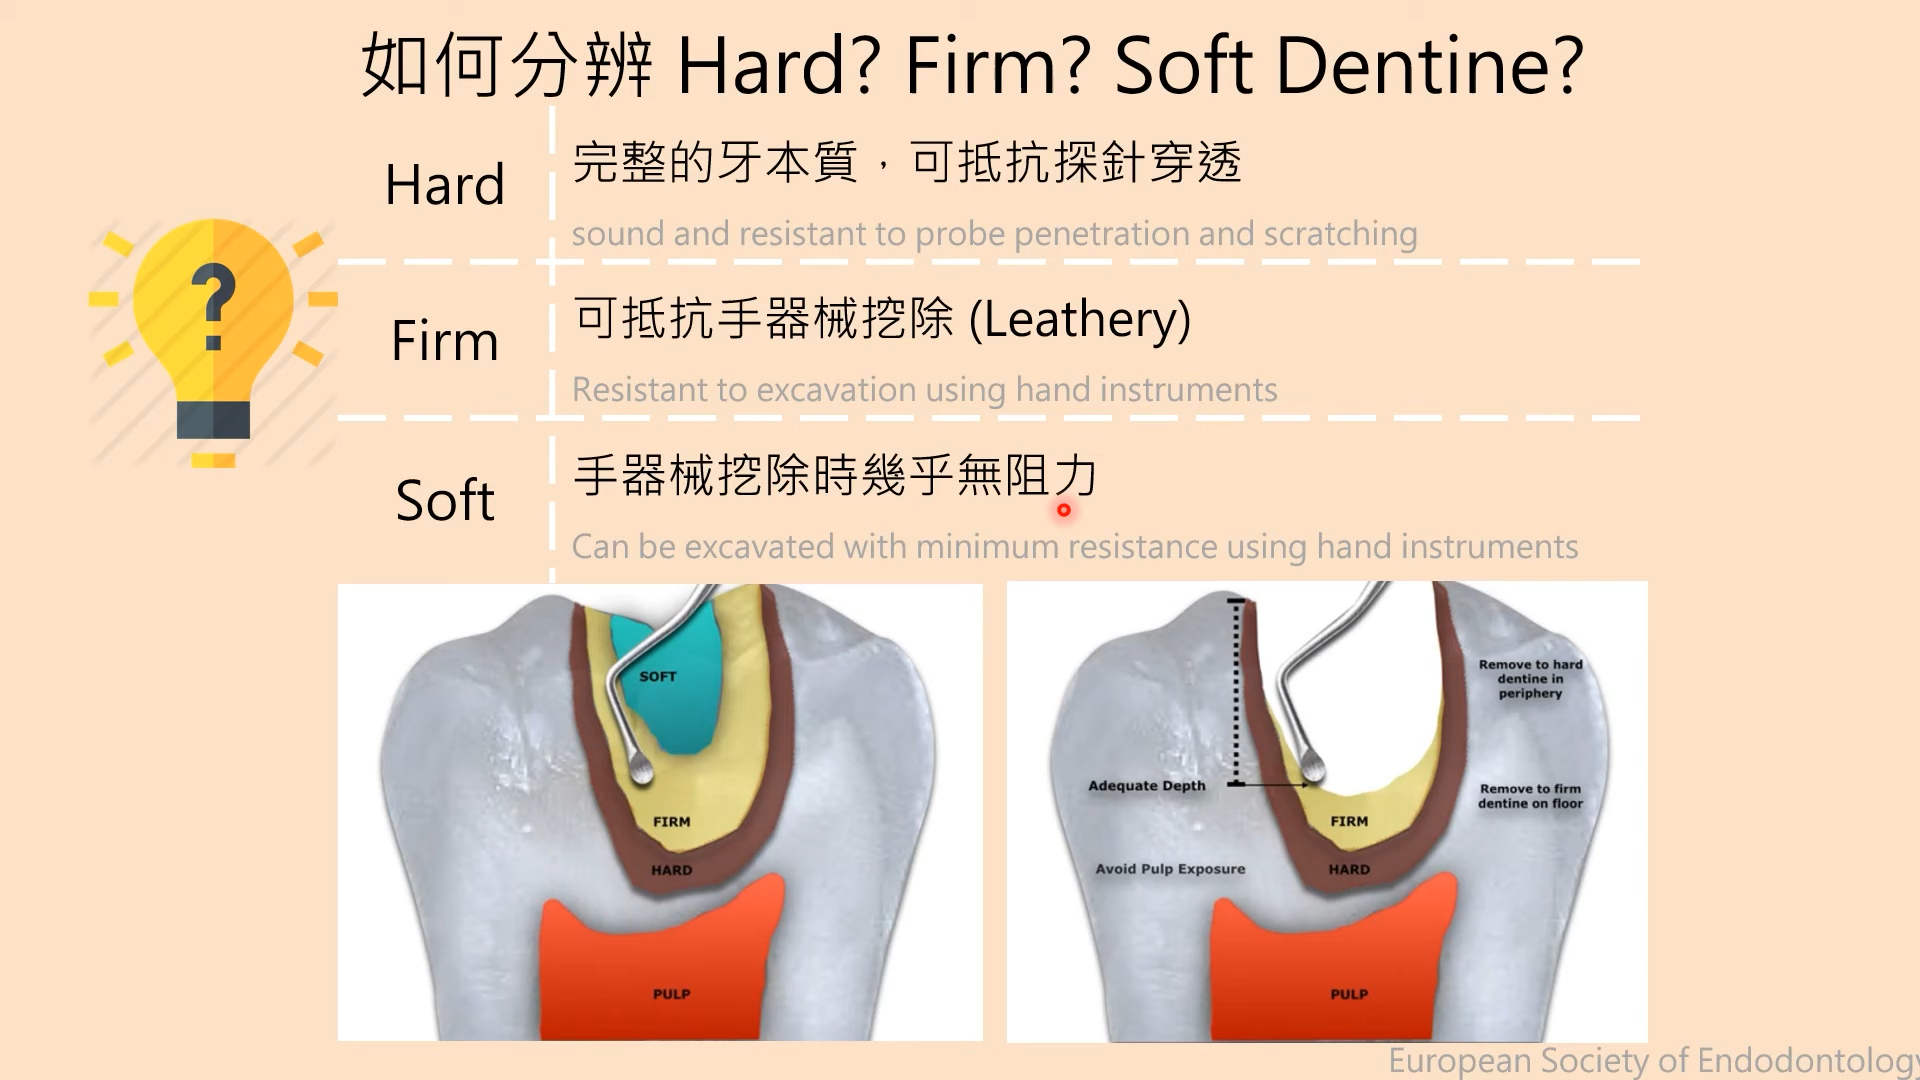 如何分辨 Hard? Firm? Soft Dentine?
Hard
完整的牙本質，可抵抗探針穿透
sound and resistant to probe penetration and scratching
?
Firm
可抵抗手器械挖除 (Leathery)
Resistant to excavation using hand instruments
Soft
手器械挖除時幾乎無阻力
Can be excavated with minimum resistance using hand instruments
SOFT
FIRM
HARD
PULP
Remove to hard
dentine in
periphery
Adequate Depth
Remove to firm
dentine on floor
FIRM
Avoid Pulp Exposure
HARD
PULP
European Society of Endodontology